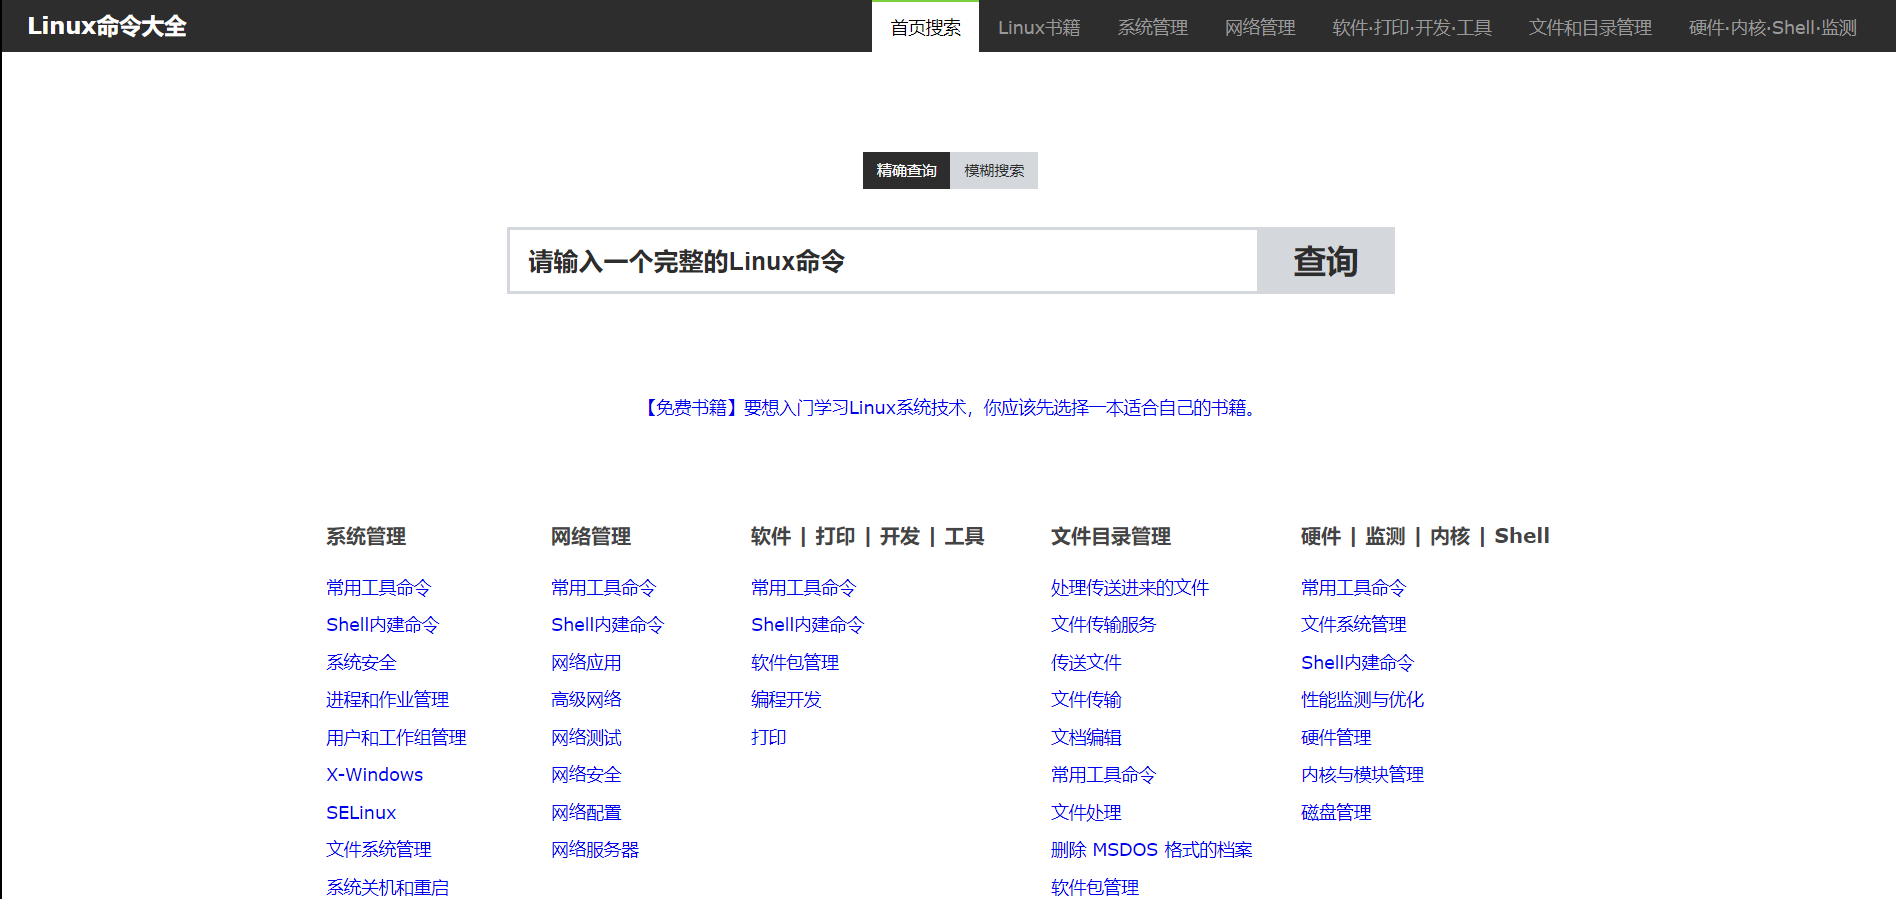 Linux命令大全
首页搜索 Linux书籍 系统管理 网络管理 软件·打印·开发·工具 文件和目录管理 硬件·内核·Shell·监测
精确查询 模糊搜索
请输入一个完整的Linux命令 查询
【免费书籍】要想入门学习Linux系统技术，你应该先选择一本适合自己的书籍。
系统管理
常用工具命令
Shell内建命令
系统安全
进程和作业管理
用户和工作组管理
X-Windows
SELinux
文件系统管理
系统关机和重启
网络管理
常用工具命令
Shell内建命令
网络应用
高级网络
网络测试
网络安全
网络配置
网络服务器
软件 | 打印 | 开发 | 工具
常用工具命令
Shell内建命令
软件包管理
编程开发
打印
文件目录管理
处理传送进来的文件
文件传输服务
传送文件
文件传输
文档编辑
常用工具命令
文件处理
删除 MSDOS 格式的档案
软件包管理
硬件 | 监测 | 内核 | Shell
常用工具命令
文件系统管理
Shell内建命令
性能监测与优化
硬件管理
内核与模块管理
磁盘管理